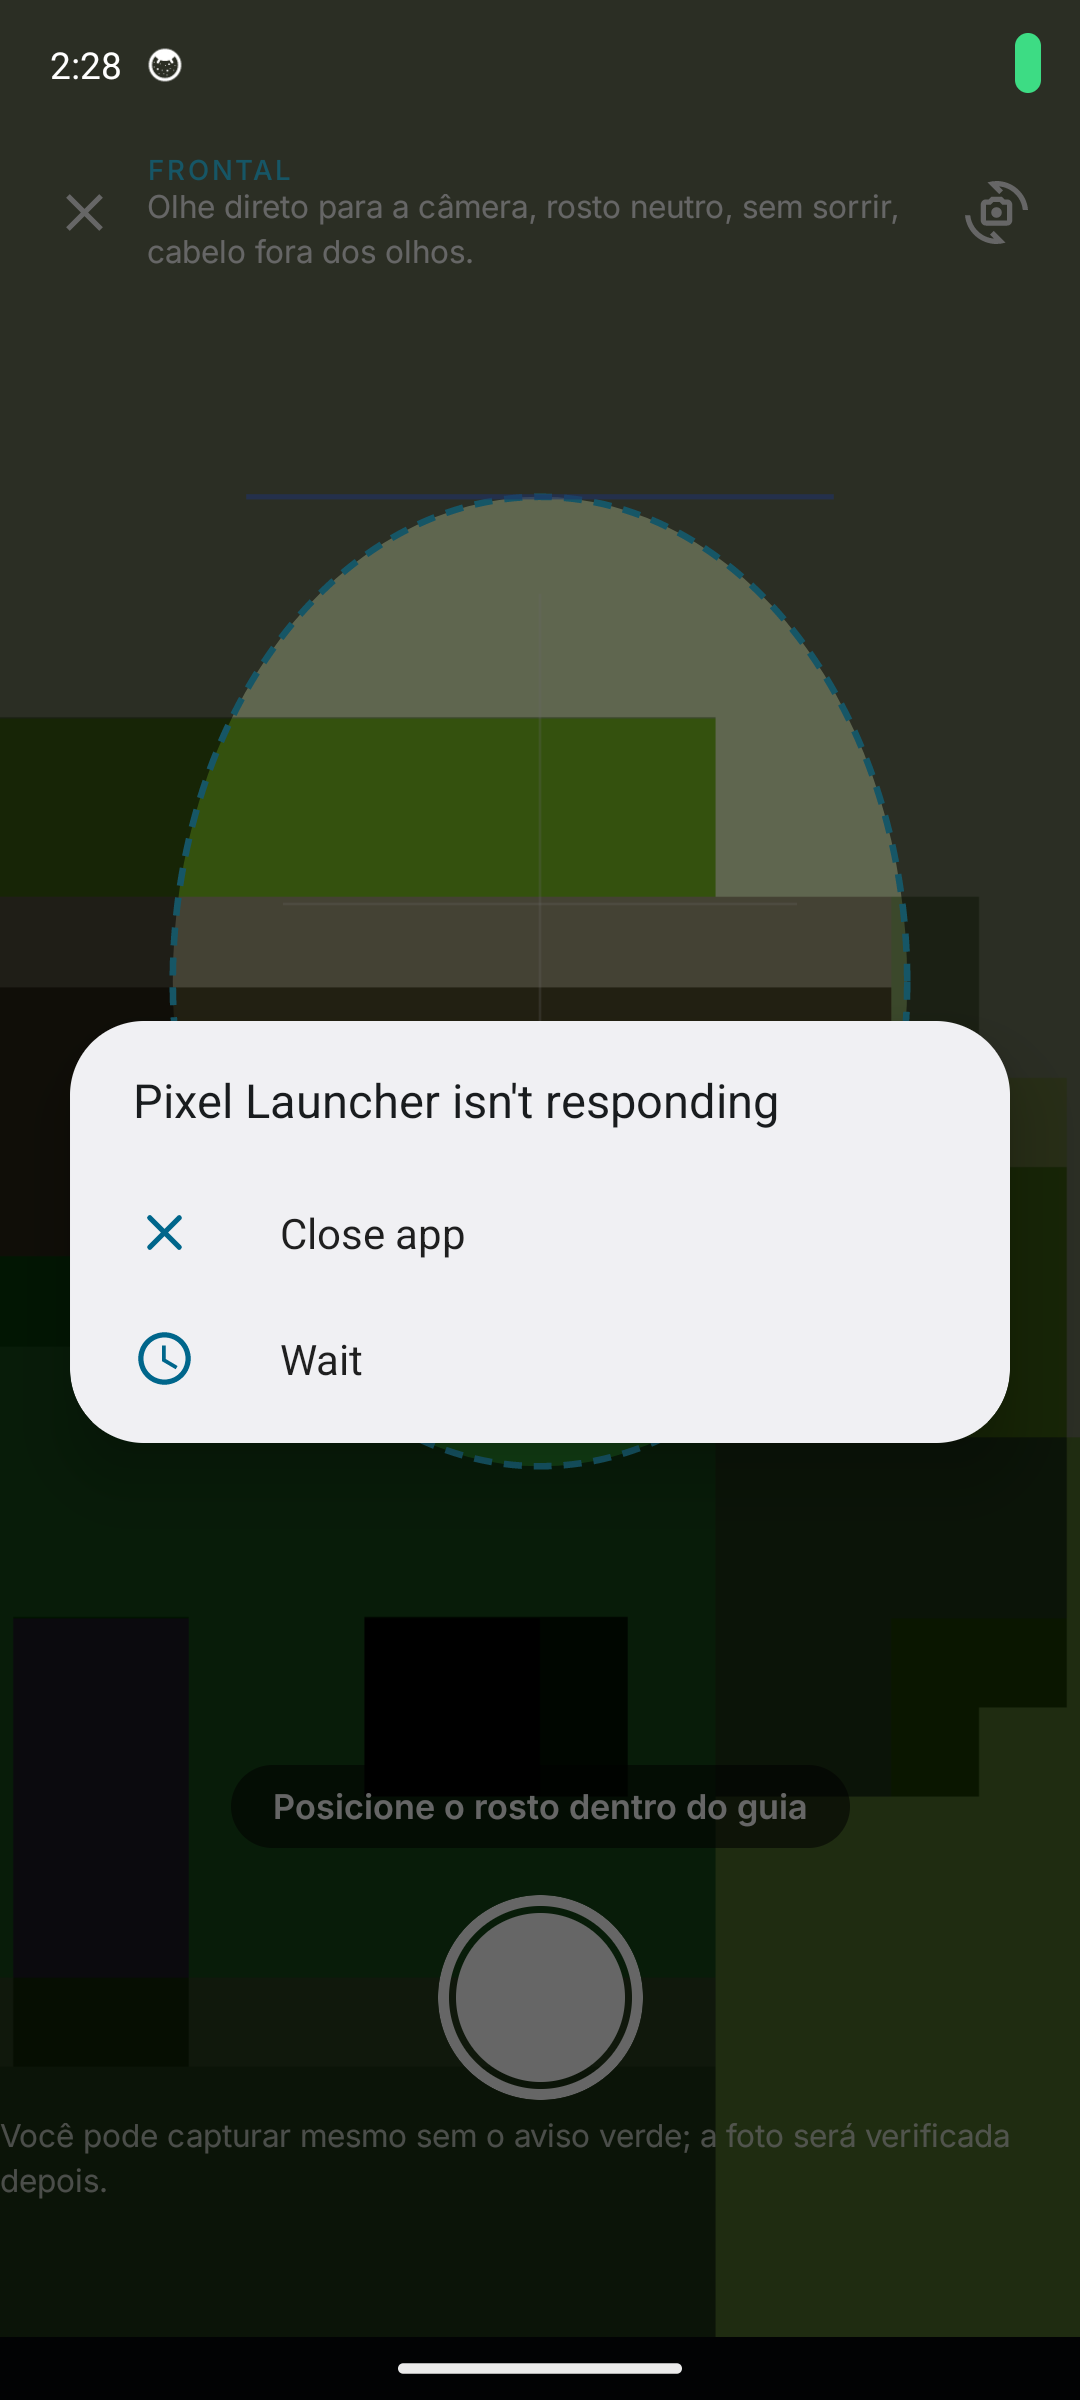 2:28
FRONTAL
Olhe direto para a câmera, rosto neutro, sem sorrir,
cabelo fora dos olhos.
Pixel Launcher isn't responding
Close app
Wait
Posicione o rosto dentro do guia
Você pode capturar mesmo sem o aviso verde; a foto será verificada
depois.